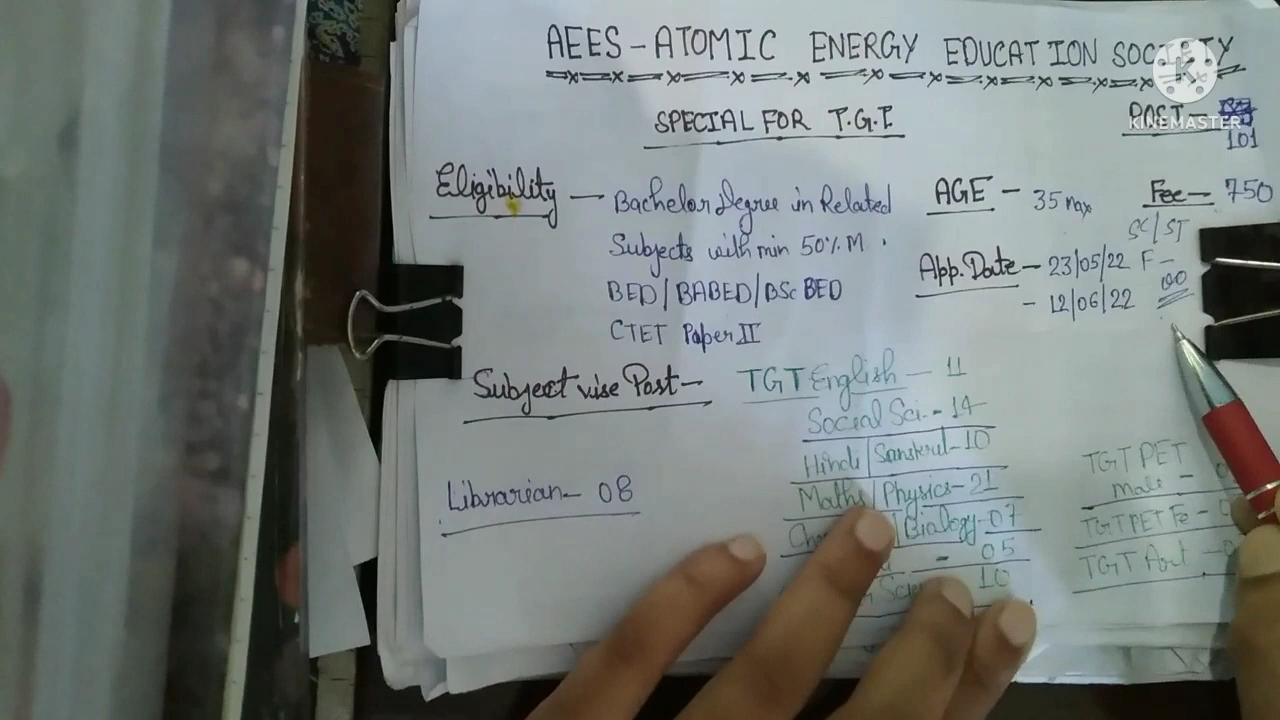 AEES - ATOMIC ENERGY EDUCATION SOCIETY
SPECIAL FOR T.G.T.
POST -
101
KINEMASTER
Eligibility — Bachelor Degree in Related
Subjects with min 50% M.
BED/BABED/BSc BED
CTET Paper II
AGE - 35 max
Fee - 750
SC/ST
F -
00
App. Date - 23/05/22
- 12/06/22
Subject wise Post - TGT English - 11
Social Sci. - 14
Hindi/Sanskrit - 10
Maths/Physics - 21
Biology - 07
- 05
10
Librarian - 08
TGT PET
Male -
TGT PET Fe -
TGT Art -